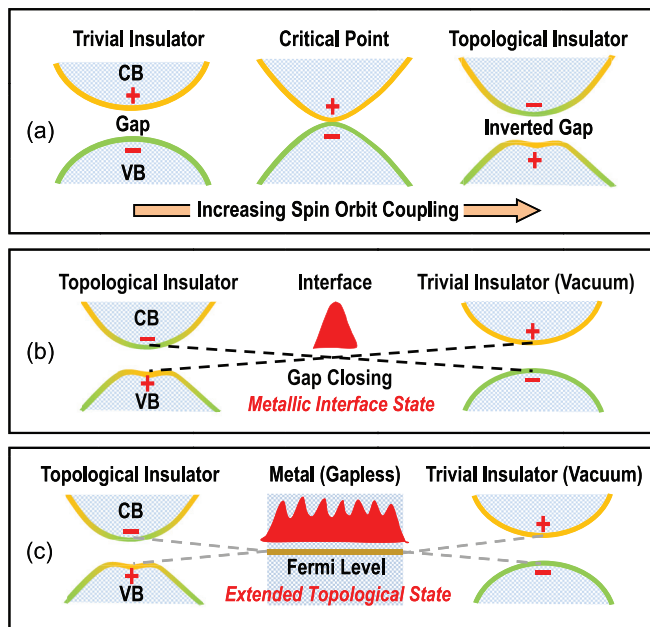 Trivial Insulator Critical Point Topological Insulator
CB + + −
(a) Gap − Inverted Gap
− VB +
Increasing Spin Orbit Coupling
Topological Insulator Interface Trivial Insulator (Vacuum)
CB
− +
(b) Gap Closing
+ −
VB Metallic Interface State
Topological Insulator Metal (Gapless) Trivial Insulator (Vacuum)
CB
− +
(c) Fermi Level
+ −
VB Extended Topological State